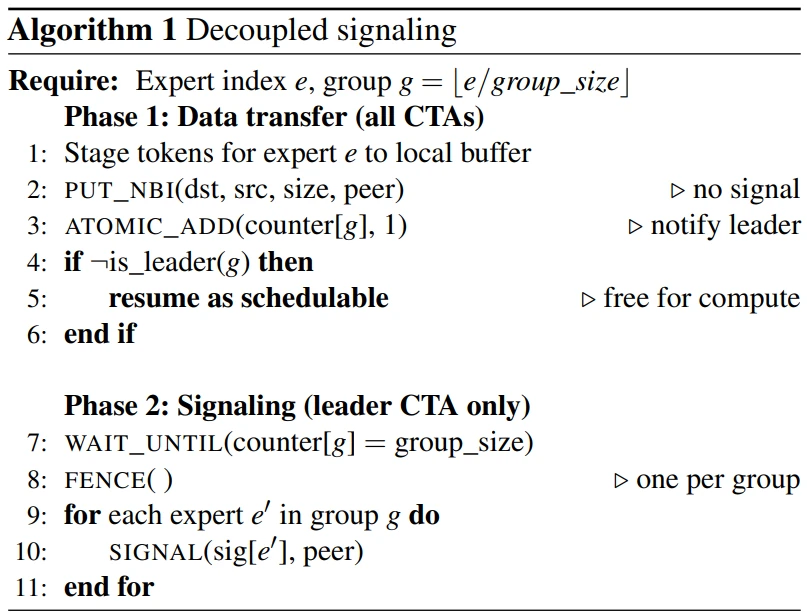 Algorithm 1 Decoupled signaling
Require: Expert index e, group g = ⌊e/group_size⌋
Phase 1: Data transfer (all CTAs)
1: Stage tokens for expert e to local buffer
2: PUT_NBI(dst, src, size, peer) ▷ no signal
3: ATOMIC_ADD(counter[g], 1) ▷ notify leader
4: if ¬is_leader(g) then
5: resume as schedulable ▷ free for compute
6: end if
Phase 2: Signaling (leader CTA only)
7: WAIT_UNTIL(counter[g] = group_size)
8: FENCE( ) ▷ one per group
9: for each expert e′ in group g do
10: SIGNAL(sig[e′], peer)
11: end for